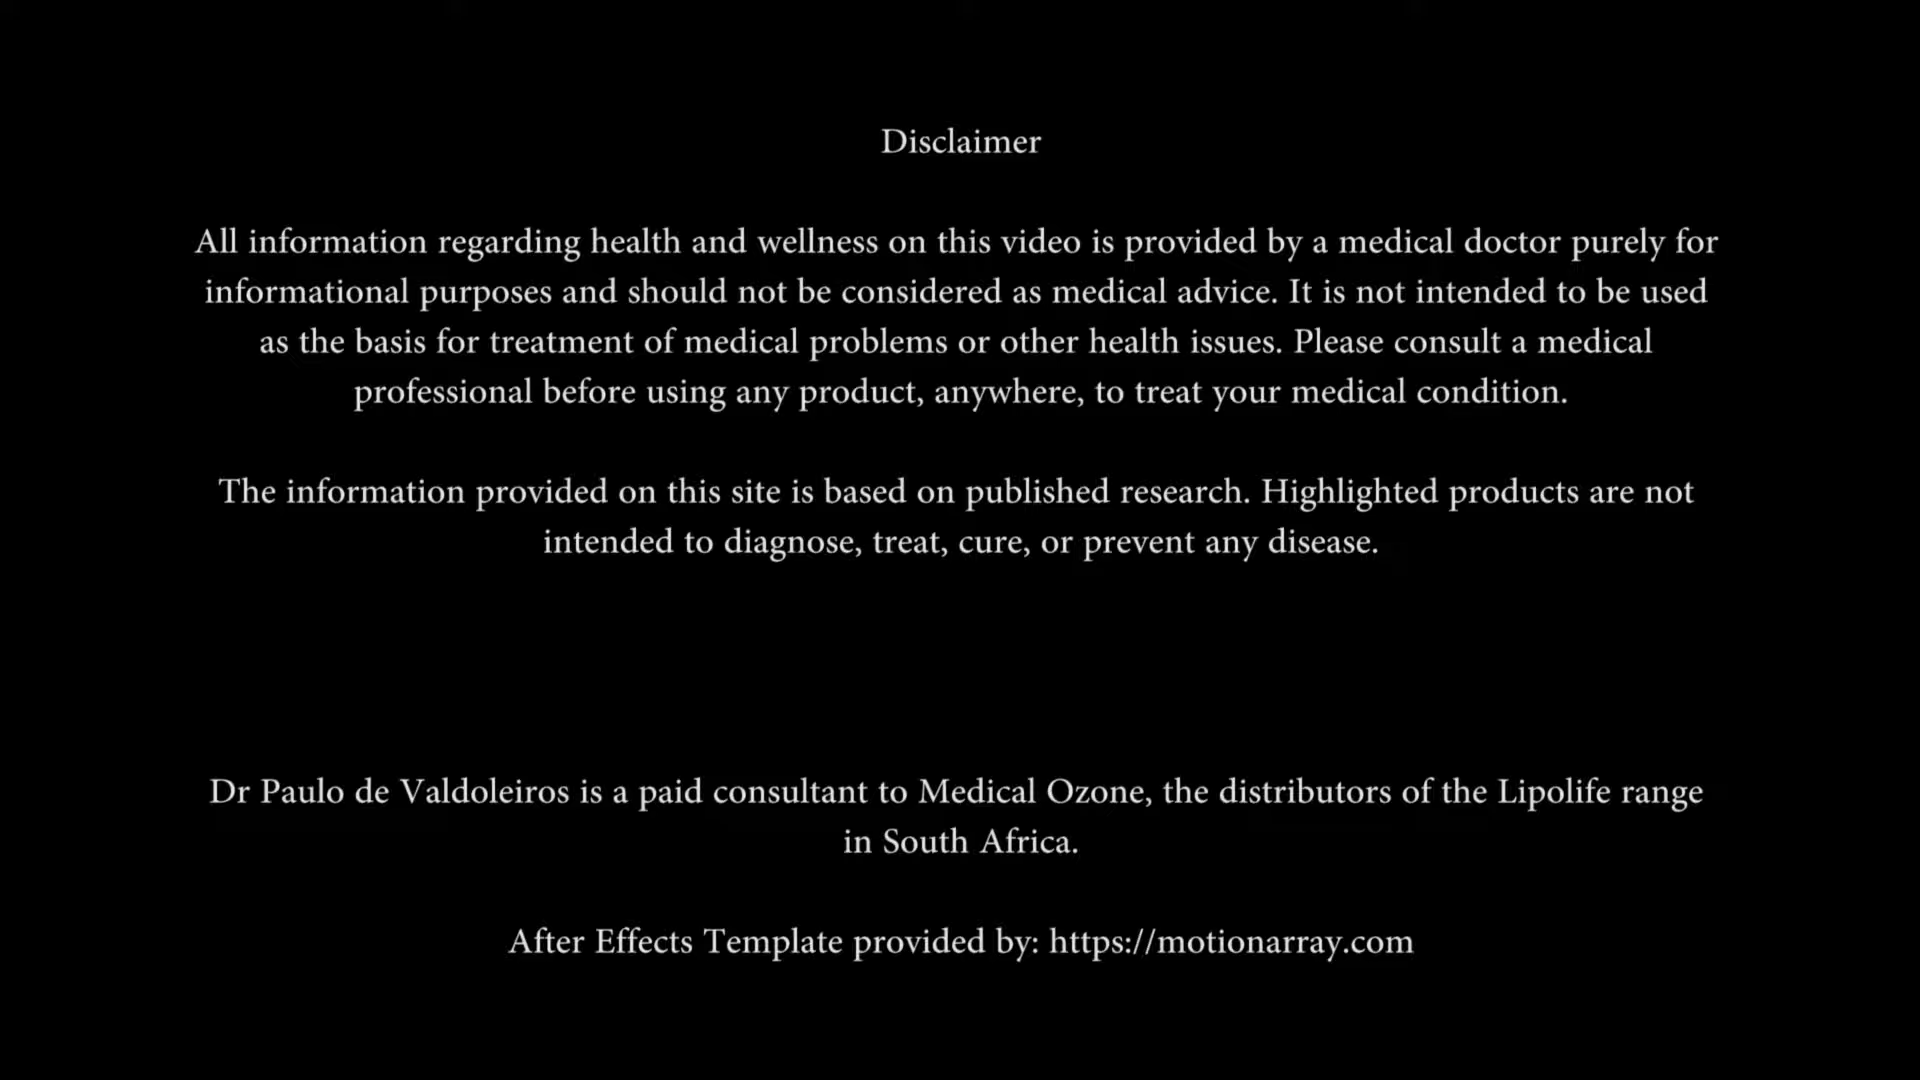 Disclaimer
All information regarding health and wellness on this video is provided by a medical doctor purely for
informational purposes and should not be considered as medical advice. It is not intended to be used
as the basis for treatment of medical problems or other health issues. Please consult a medical
professional before using any product, anywhere, to treat your medical condition.
The information provided on this site is based on published research. Highlighted products are not
intended to diagnose, treat, cure, or prevent any disease.
Dr Paulo de Valdoleiros is a paid consultant to Medical Ozone, the distributors of the Lipolife range
in South Africa.
After Effects Template provided by: https://motionarray.com